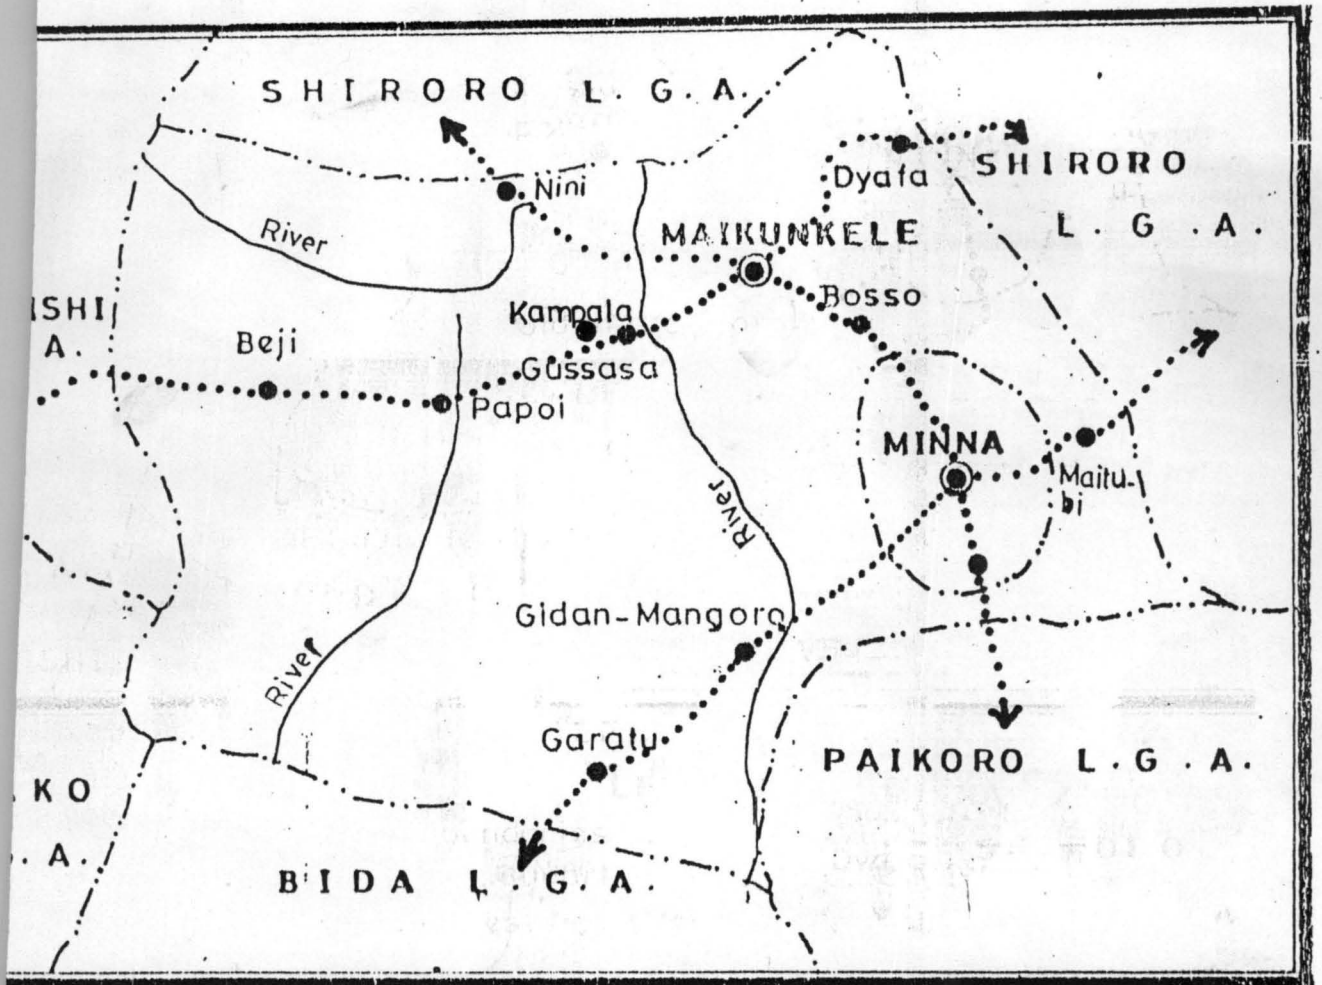 SHIRORO L.G.A.
Nini
Dyafa
SHIRORO
L.G.A.
River
MAIKUNKELE
ISHI
A.
Beji
Kampala
Bosso
Gussasa
Papoi
MINNA
Maitu-
bi
River
Gidan-Mangoro
River
Garatu
PAIKORO L.G.A.
KO
. A.
BIDA L.G.A.